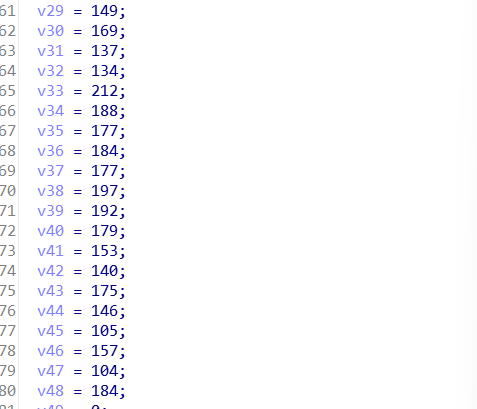 61 v29 = 149;
62 v30 = 169;
63 v31 = 137;
64 v32 = 134;
65 v33 = 212;
66 v34 = 188;
67 v35 = 177;
68 v36 = 184;
69 v37 = 177;
70 v38 = 197;
71 v39 = 192;
72 v40 = 179;
73 v41 = 153;
74 v42 = 140;
75 v43 = 175;
76 v44 = 146;
77 v45 = 105;
78 v46 = 157;
79 v47 = 104;
80 v48 = 184;